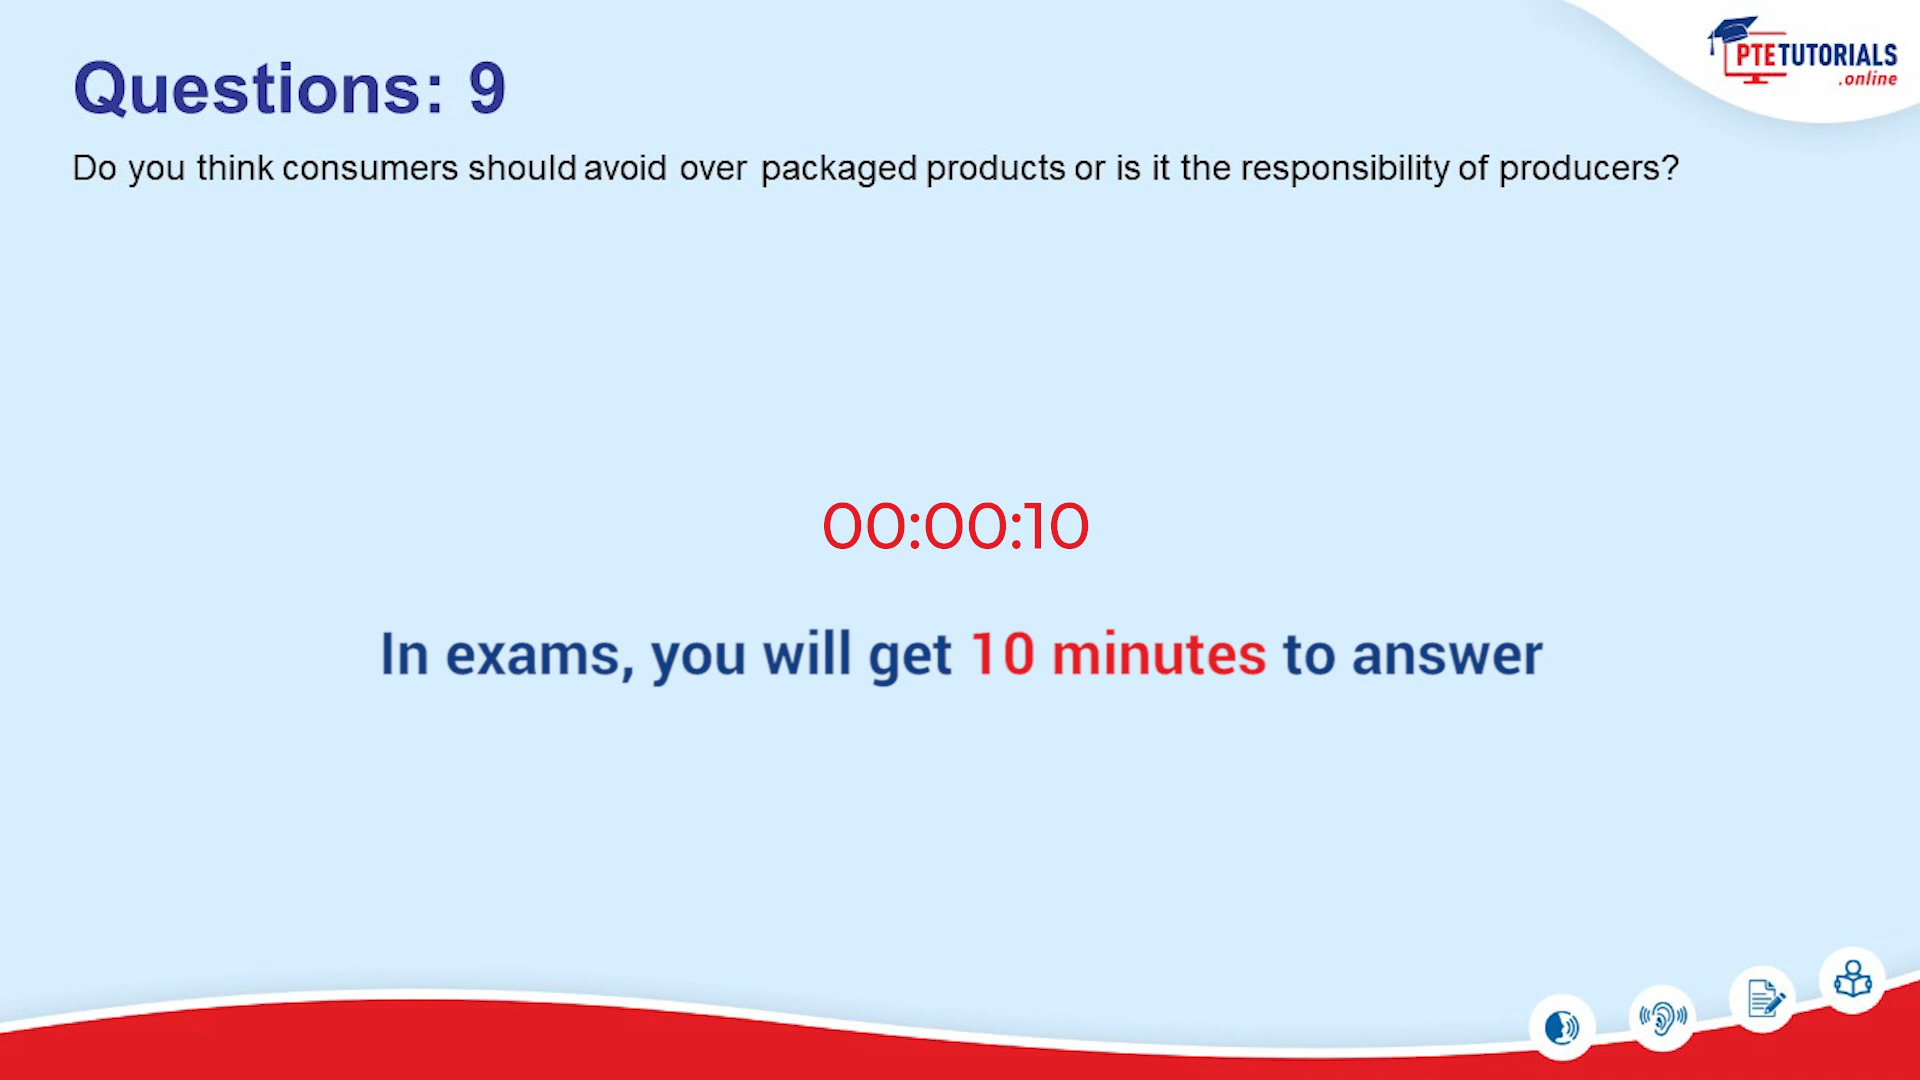 PTETUTORIALS
.online
Questions: 9
Do you think consumers should avoid over packaged products or is it the responsibility of producers?
00:00:10
In exams, you will get 10 minutes to answer